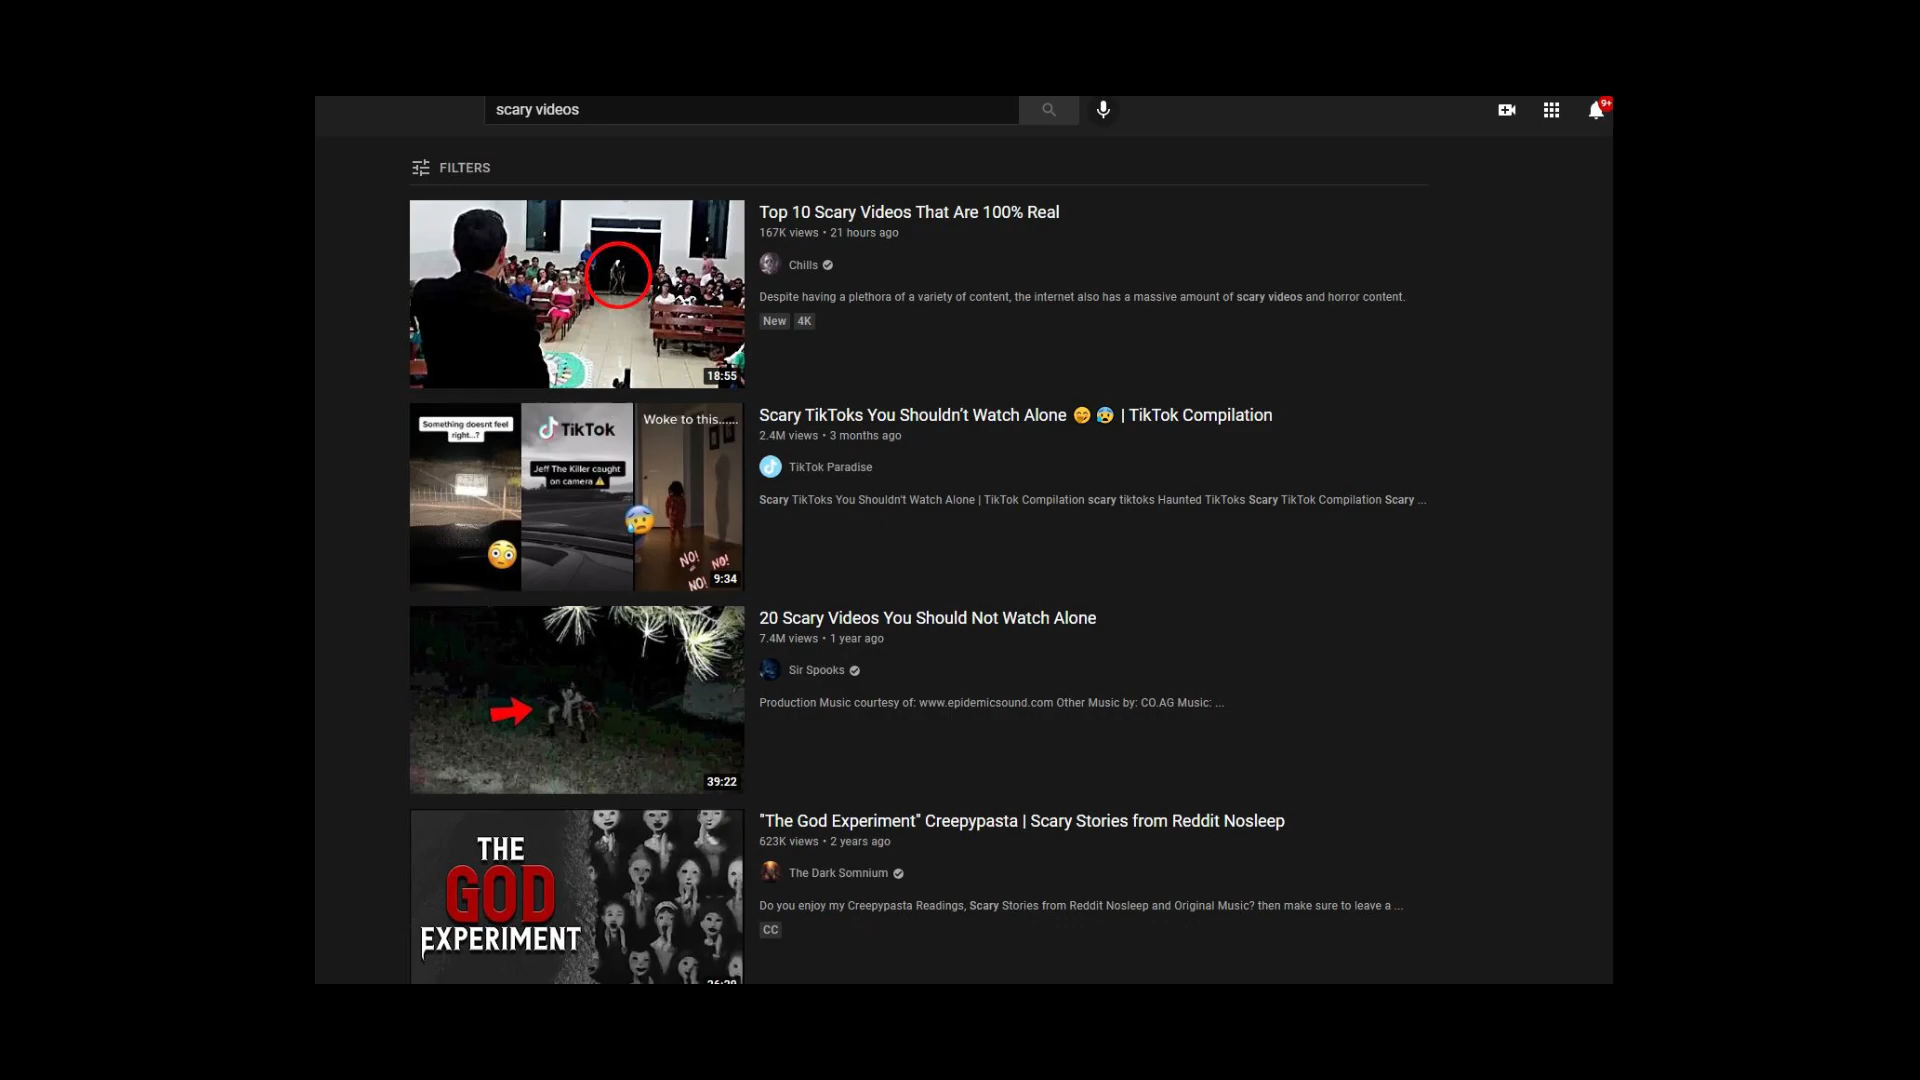 scary videos
9+
FILTERS
18:55
Top 10 Scary Videos That Are 100% Real
167K views • 21 hours ago
Chills
Despite having a plethora of a variety of content, the internet also has a massive amount of scary videos and horror content.
New 4K
Something doesnt feel
right...?
TikTok
Jeff The Killer caught
on camera ⚠
Woke to this......
NO!
NO!
NO!
9:34
Scary TikToks You Shouldn’t Watch Alone 😋 😰 | TikTok Compilation
2.4M views • 3 months ago
TikTok Paradise
Scary TikToks You Shouldn't Watch Alone | TikTok Compilation scary tiktoks Haunted TikToks Scary TikTok Compilation Scary ...
39:22
20 Scary Videos You Should Not Watch Alone
7.4M views • 1 year ago
Sir Spooks
Production Music courtesy of: www.epidemicsound.com Other Music by: CO.AG Music: ...
THE
GOD
EXPERIMENT
"The God Experiment" Creepypasta | Scary Stories from Reddit Nosleep
623K views • 2 years ago
The Dark Somnium
Do you enjoy my Creepypasta Readings, Scary Stories from Reddit Nosleep and Original Music? then make sure to leave a ...
CC